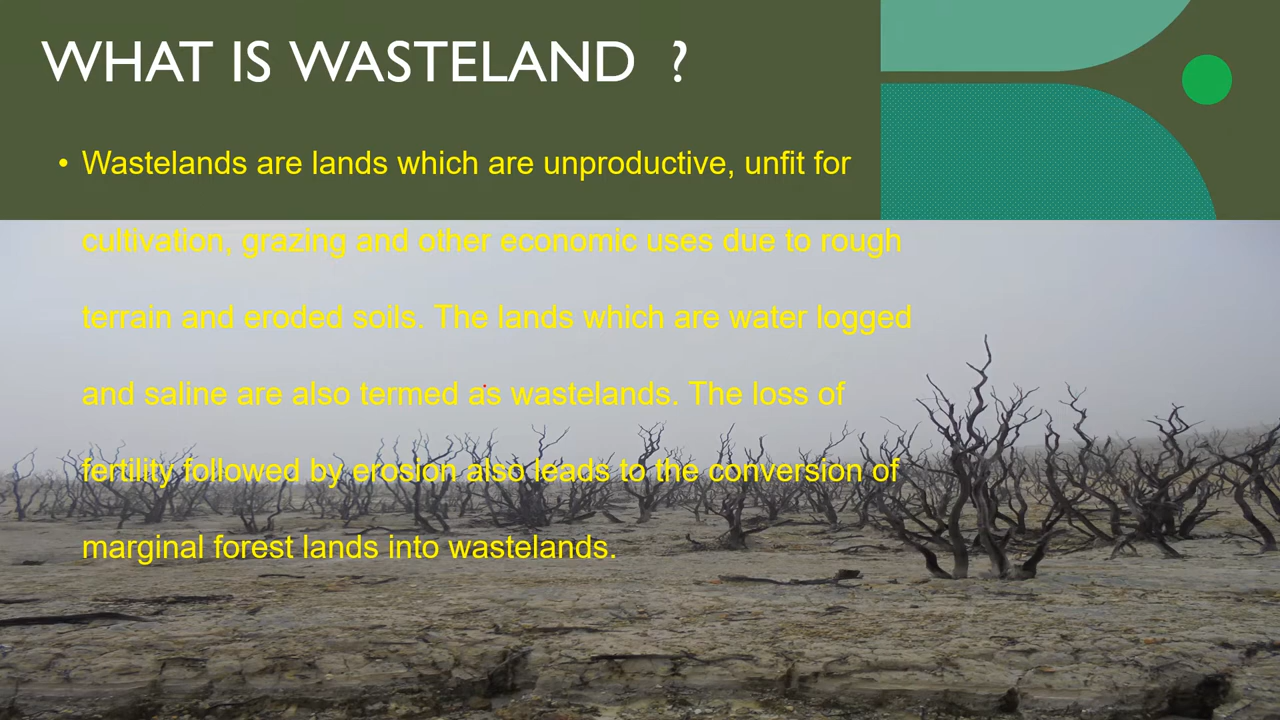 WHAT IS WASTELAND ?
• Wastelands are lands which are unproductive, unfit for
cultivation, grazing and other economic uses due to rough
terrain and eroded soils. The lands which are water logged
and saline are also termed as wastelands. The loss of
fertility followed by erosion also leads to the conversion of
marginal forest lands into wastelands.